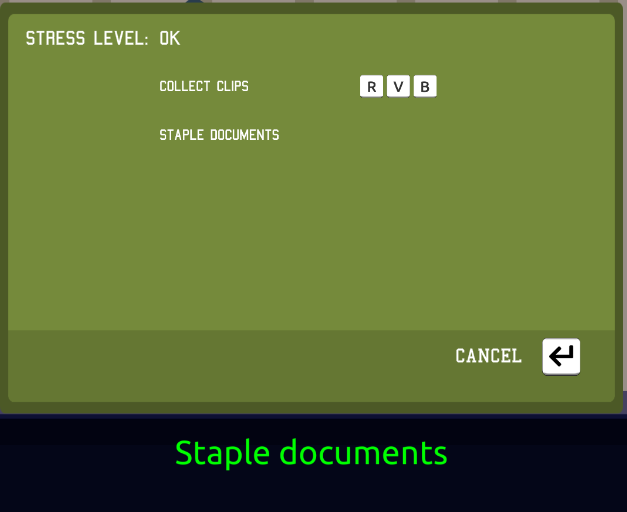 STRESS LEVEL: OK
COLLECT CLIPS R V B
STAPLE DOCUMENTS
CANCEL
Staple documents